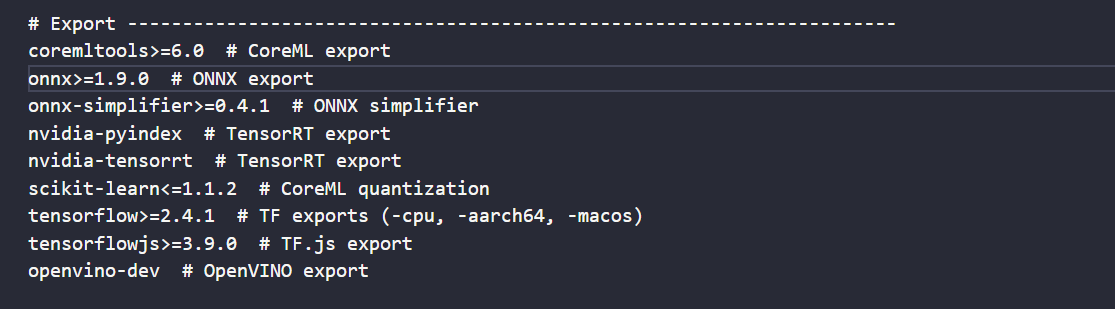 # Export ----------------------------------------------------------------------
coremltools>=6.0  # CoreML export
onnx>=1.9.0  # ONNX export
onnx-simplifier>=0.4.1  # ONNX simplifier
nvidia-pyindex  # TensorRT export
nvidia-tensorrt  # TensorRT export
scikit-learn<=1.1.2  # CoreML quantization
tensorflow>=2.4.1  # TF exports (-cpu, -aarch64, -macos)
tensorflowjs>=3.9.0  # TF.js export
openvino-dev  # OpenVINO export